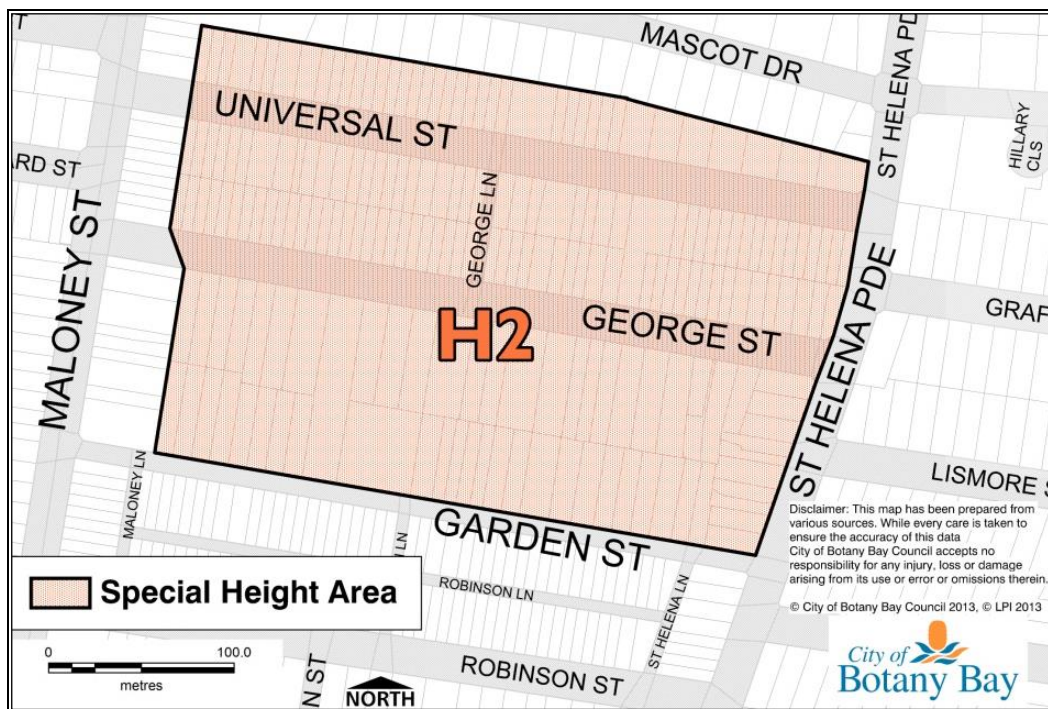 T
MASCOT DR
ST HELENA PDE
UNIVERSAL ST
HILLARY
CLS
ARD ST
GEORGE LN
MALONEY ST
H2
GEORGE ST
GRAF
ST HELENA PDE
MALONEY LN
LISMORE S
GARDEN ST
LN
Disclaimer: This map has been prepared from
various sources. While every care is taken to
ensure the accuracy of this data
City of Botany Bay Council accepts no
responsibility for any injury, loss or damage
arising from its use or error or omissions therein.
© City of Botany Bay Council 2013, © LPI 2013
Special Height Area
ROBINSON LN
ST HELENA LN
0 100.0
metres
N ST
NORTH
ROBINSON ST
City of
Botany Bay